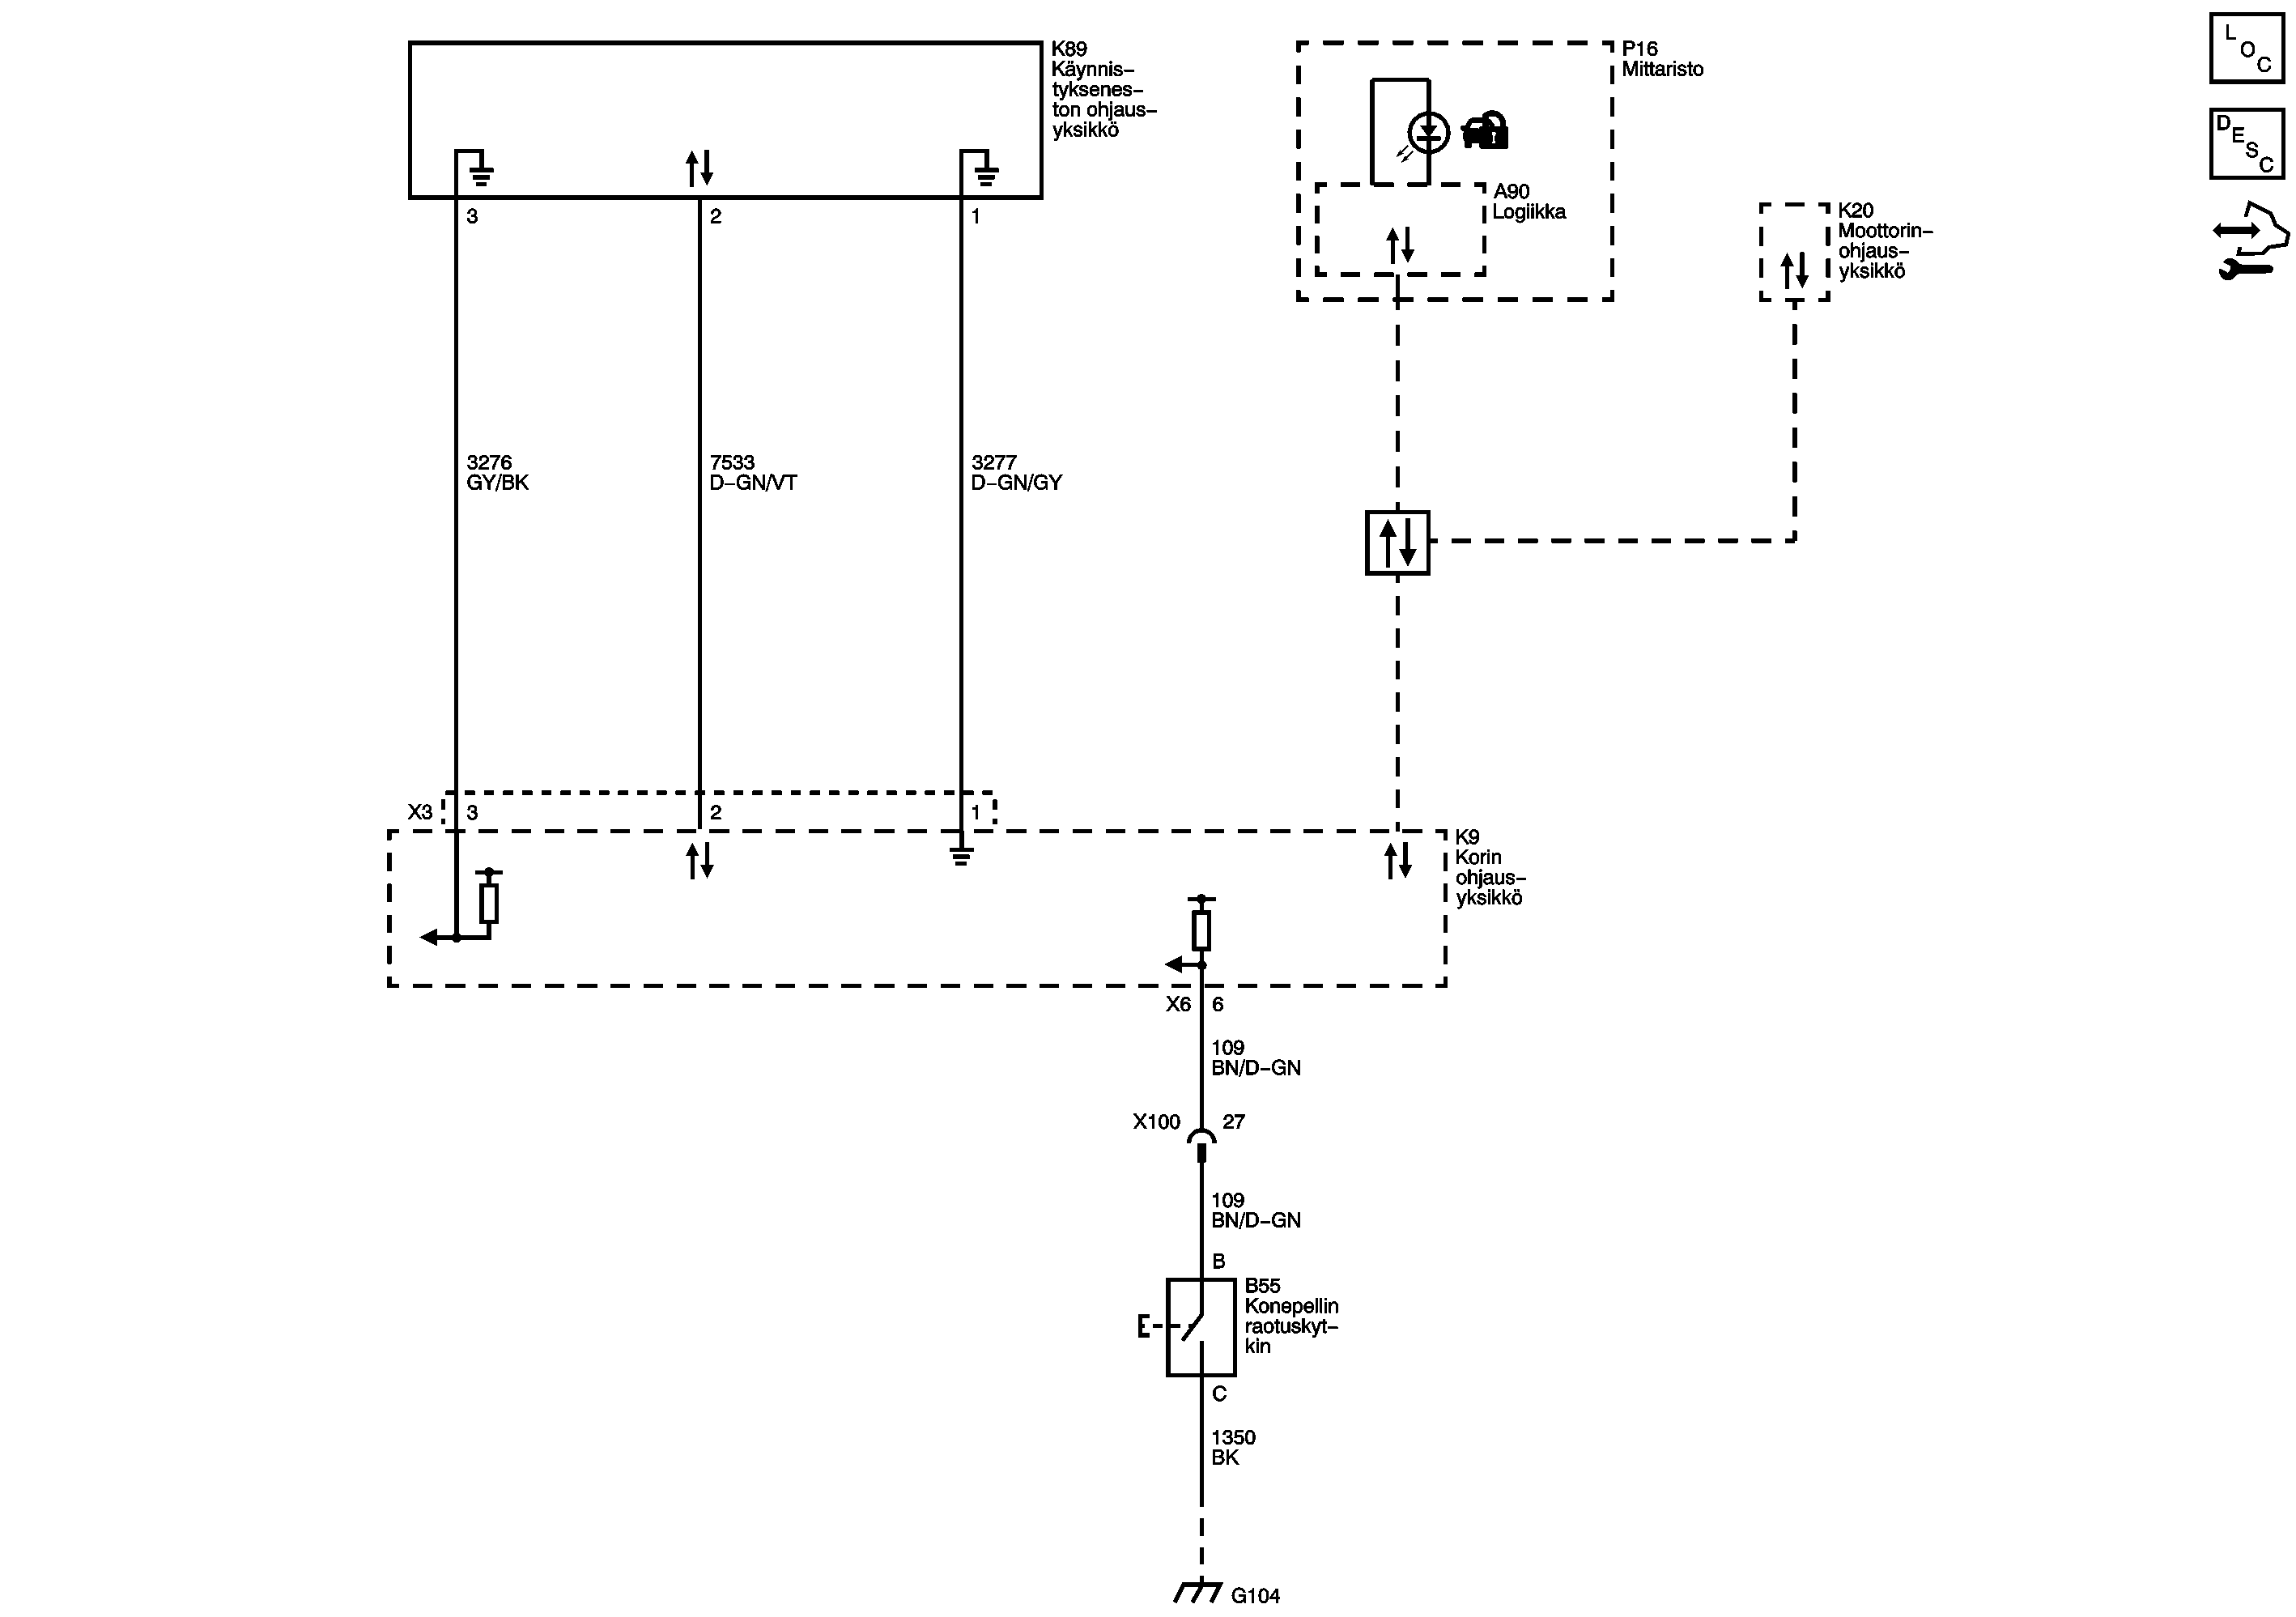 K89
Käynnis–
tyksenes–
ton ohjaus–
yksikkö
P16
Mittaristo
L
O
C
D
E
S
C
A90
Logiikka
K20
Moottorin–
ohjaus–
yksikkö
3
2
1
3276
GY/BK
7533
D–GN/VT
3277
D–GN/GY
X3
3
2
1
K9
Korin
ohjaus–
yksikkö
X6
6
109
BN/D–GN
X100
27
109
BN/D–GN
B
B55
Konepellin
raotuskyt–
kin
C
1350
BK
G104